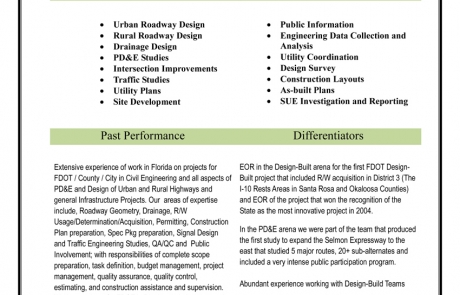 • Urban Roadway Design
• Rural Roadway Design
• Drainage Design
• PD&E Studies
• Intersection Improvements
• Traffic Studies
• Utility Plans
• Site Development
• Public Information
• Engineering Data Collection and
Analysis
• Utility Coordination
• Design Survey
• Construction Layouts
• As-built Plans
• SUE Investigation and Reporting
Past Performance
Extensive experience of work in Florida on projects for
FDOT / County / City in Civil Engineering and all aspects of
PD&E and Design of Urban and Rural Highways and
general Infrastructure Projects. Our areas of expertise
include, Roadway Geometry, Drainage, R/W
Usage/Determination/Acquisition, Permitting, Construction
Plan preparation, Spec Pkg preparation, Signal Design
and Traffic Engineering Studies, QA/QC and Public
Involvement; with responsibilities of complete scope
preparation, task definition, budget management, project
management, quality assurance, quality control,
estimating, and construction assistance and supervision.
Differentiators
EOR in the Design-Built arena for the first FDOT Design-
Built project that included R/W acquisition in District 3 (The
I-10 Rests Areas in Santa Rosa and Okaloosa Counties)
and EOR of the project that won the recognition of the
State as the most innovative project in 2004.
In the PD&E arena we were part of the team that produced
the first study to expand the Selmon Expressway to the
east that studied 5 major routes, 20+ sub-alternates and
included a very intense public participation program.
Abundant experience working with Design-Build Teams